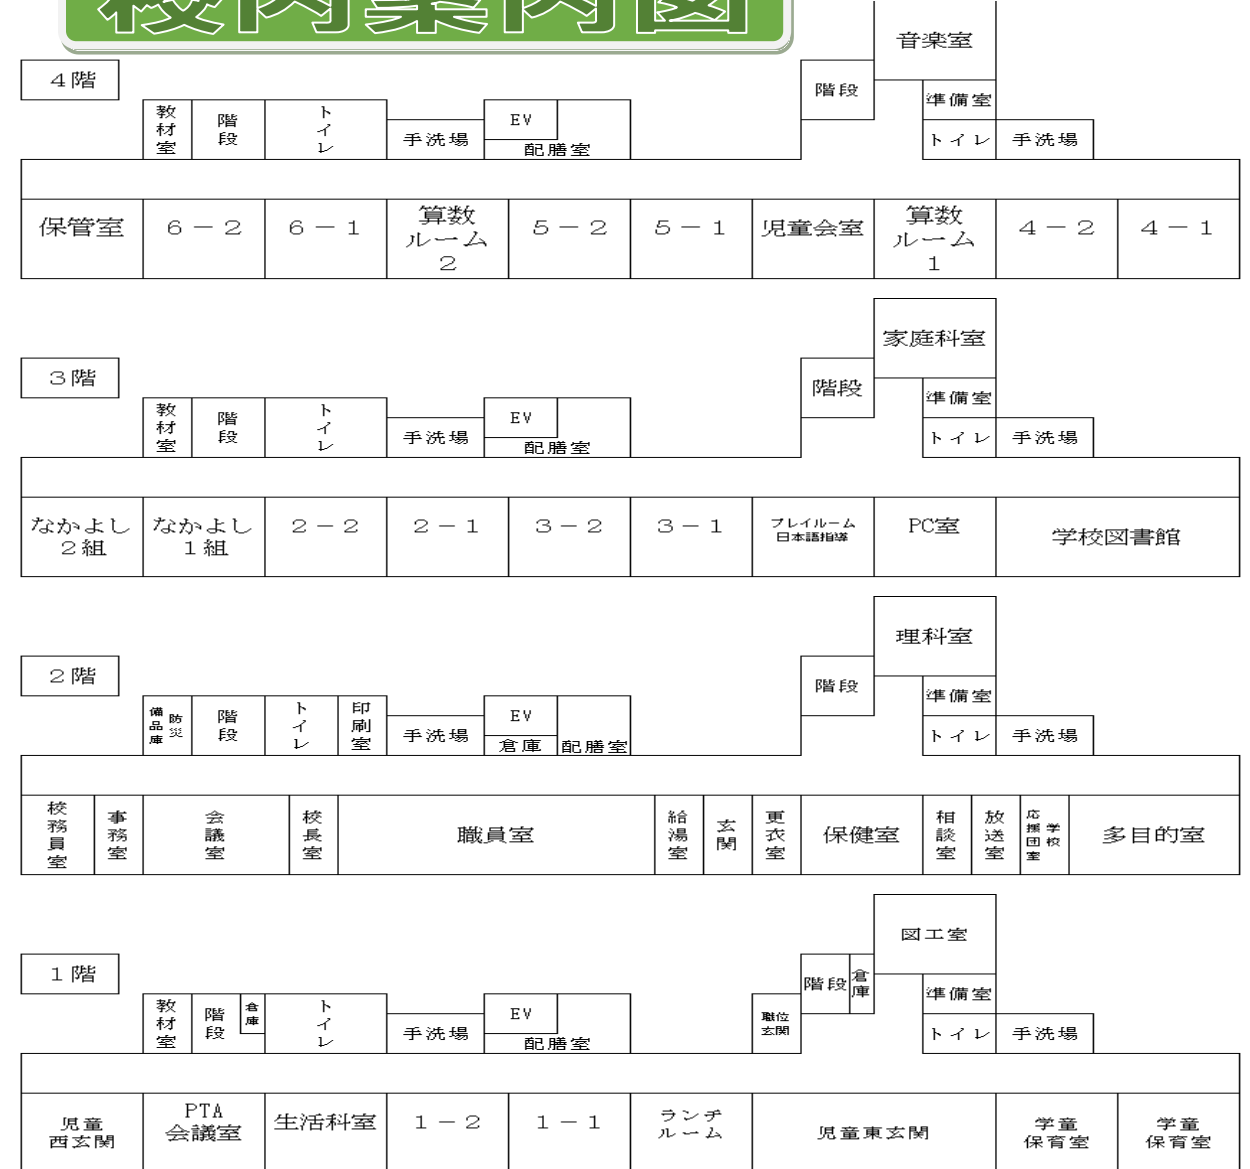 校内案内図
音楽室
4階
階段
準備室
教材室
階段
トイレ
手洗場
EV
配膳室
トイレ
手洗場
保管室
6－2
6－1
算数
ルーム
2
5－2
5－1
児童会室
算数
ルーム
1
4－2
4－1
家庭科室
3階
階段
準備室
教材室
階段
トイレ
手洗場
EV
配膳室
トイレ
手洗場
なかよし
2組
なかよし
1組
2－2
2－1
3－2
3－1
プレイルーム
日本語指導
PC室
学校図書館
理科室
2階
階段
準備室
防災
備品庫
階段
トイレ
印刷室
手洗場
EV
倉庫
配膳室
トイレ
手洗場
校務員室
事務室
会議室
校長室
職員室
給湯室
玄関
更衣室
保健室
相談室
放送室
学校
応援団室
多目的室
図工室
1階
階段
倉庫
準備室
教材室
階段
倉庫
トイレ
手洗場
EV
配膳室
玄関
トイレ
手洗場
児童
西玄関
PTA
会議室
生活科室
1－2
1－1
ランチ
ルーム
児童東玄関
学童
保育室
学童
保育室